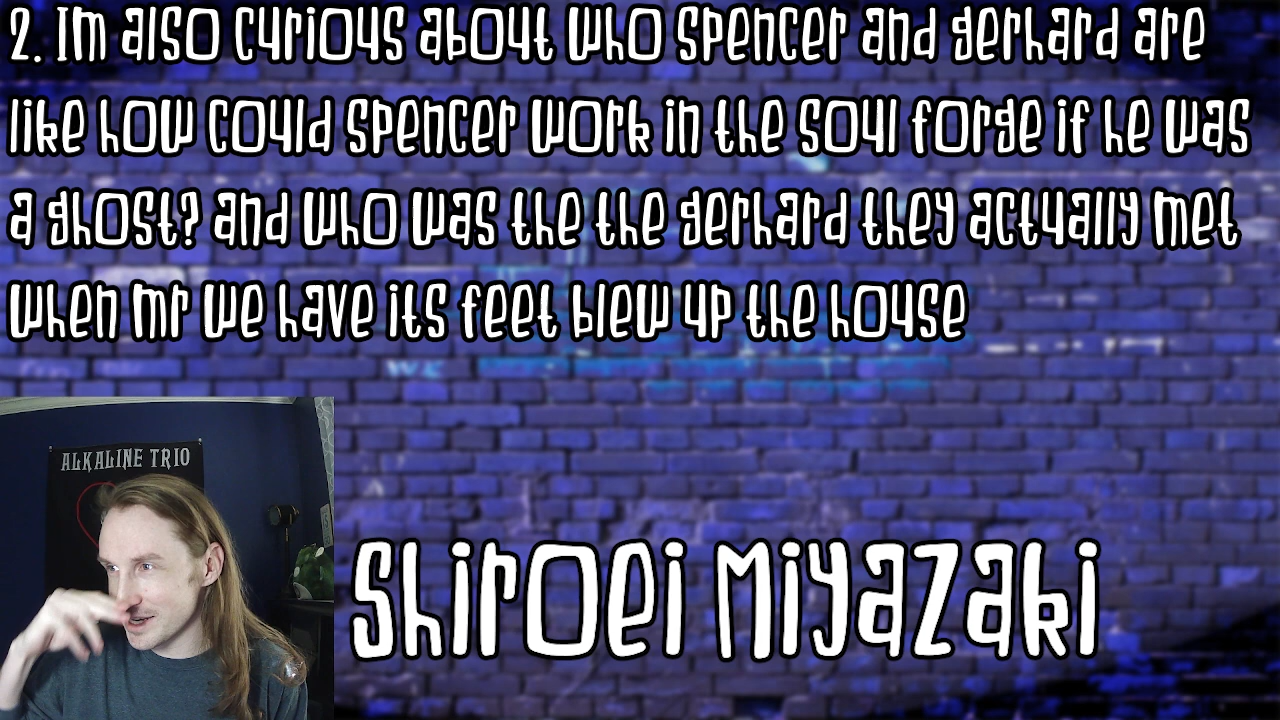 2. Im also curious about who spencer and gerhard are
like how could spencer work in the soul forge if he was
a ghost? and who was the the gerhard they actually met
when mr we have its feet blew up the house
ALKALINE TRIO
Shiroei Miyazaki